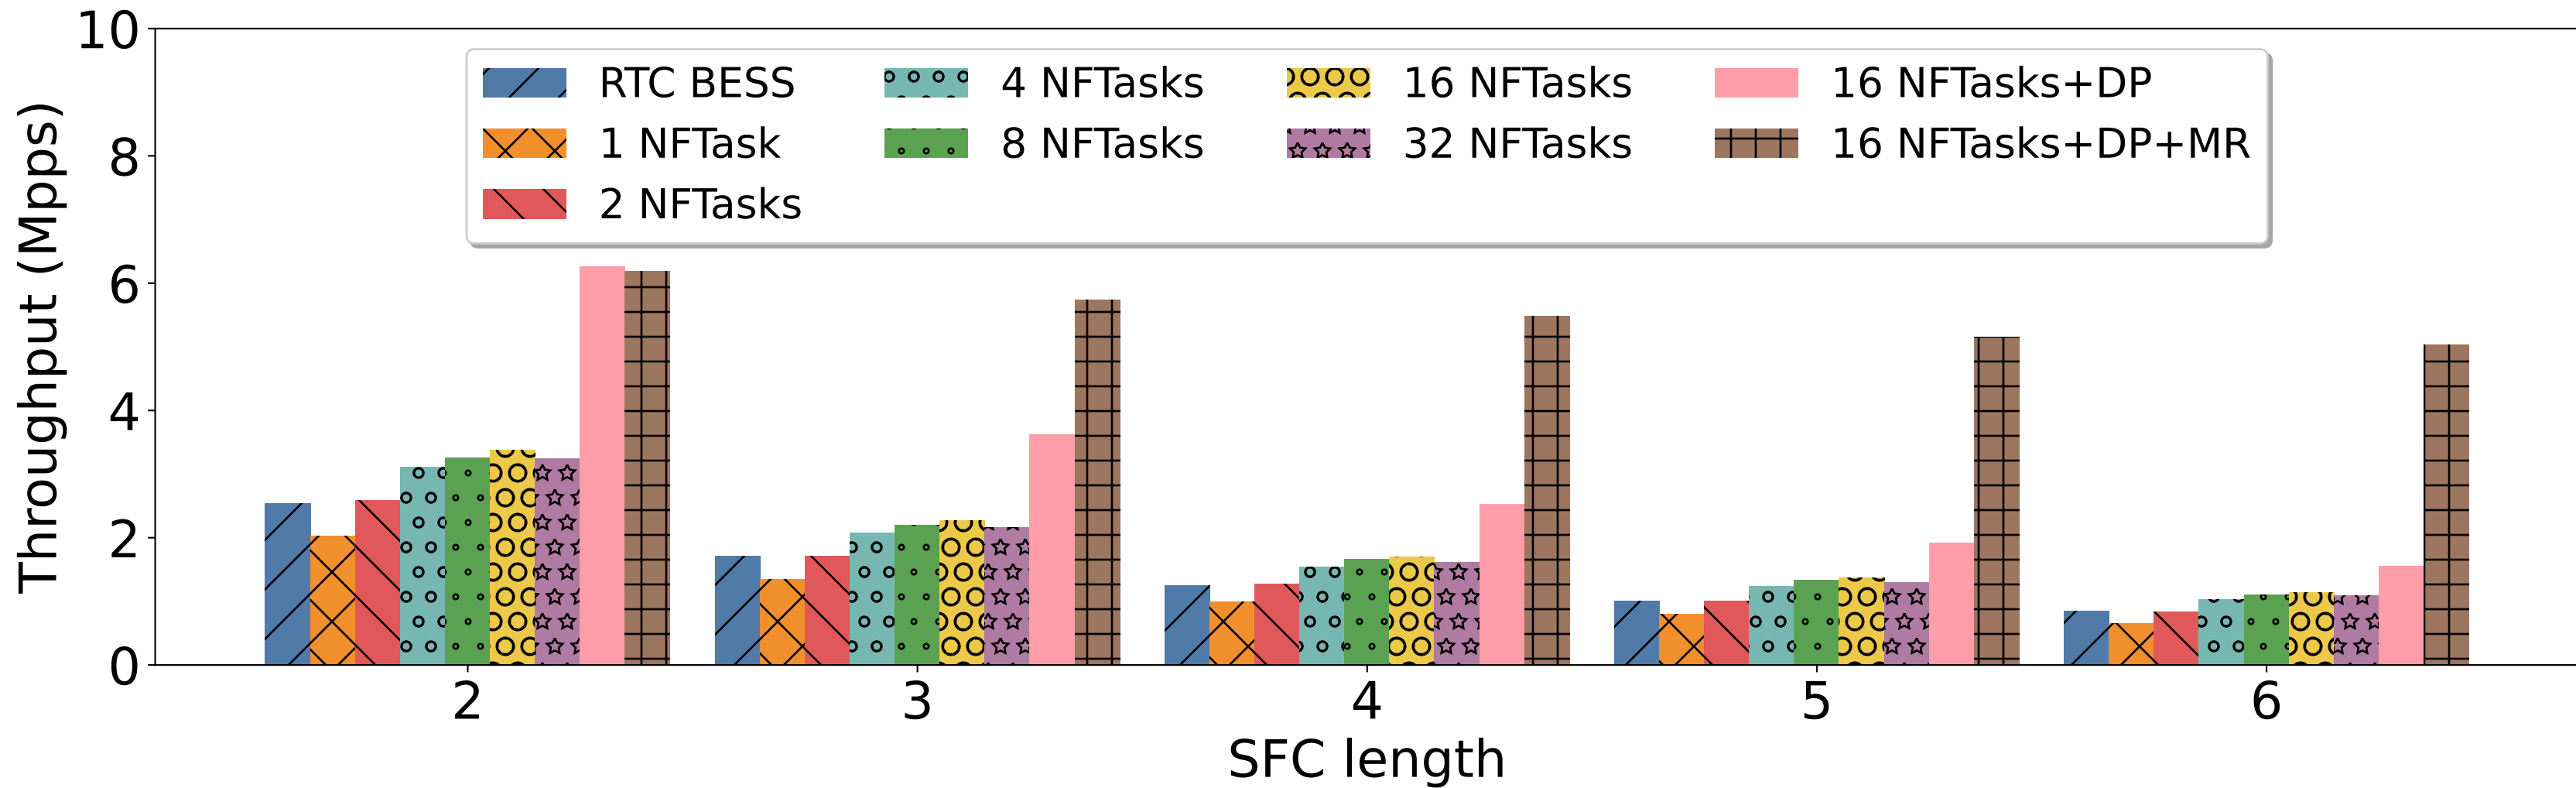 10
8
6
4
2
0
Throughput (Mpps)
RTC BESS
1 NFTask
2 NFTasks
4 NFTasks
8 NFTasks
16 NFTasks
32 NFTasks
16 NFTasks+DP
16 NFTasks+DP+MR
2 3 4 5 6
SFC length